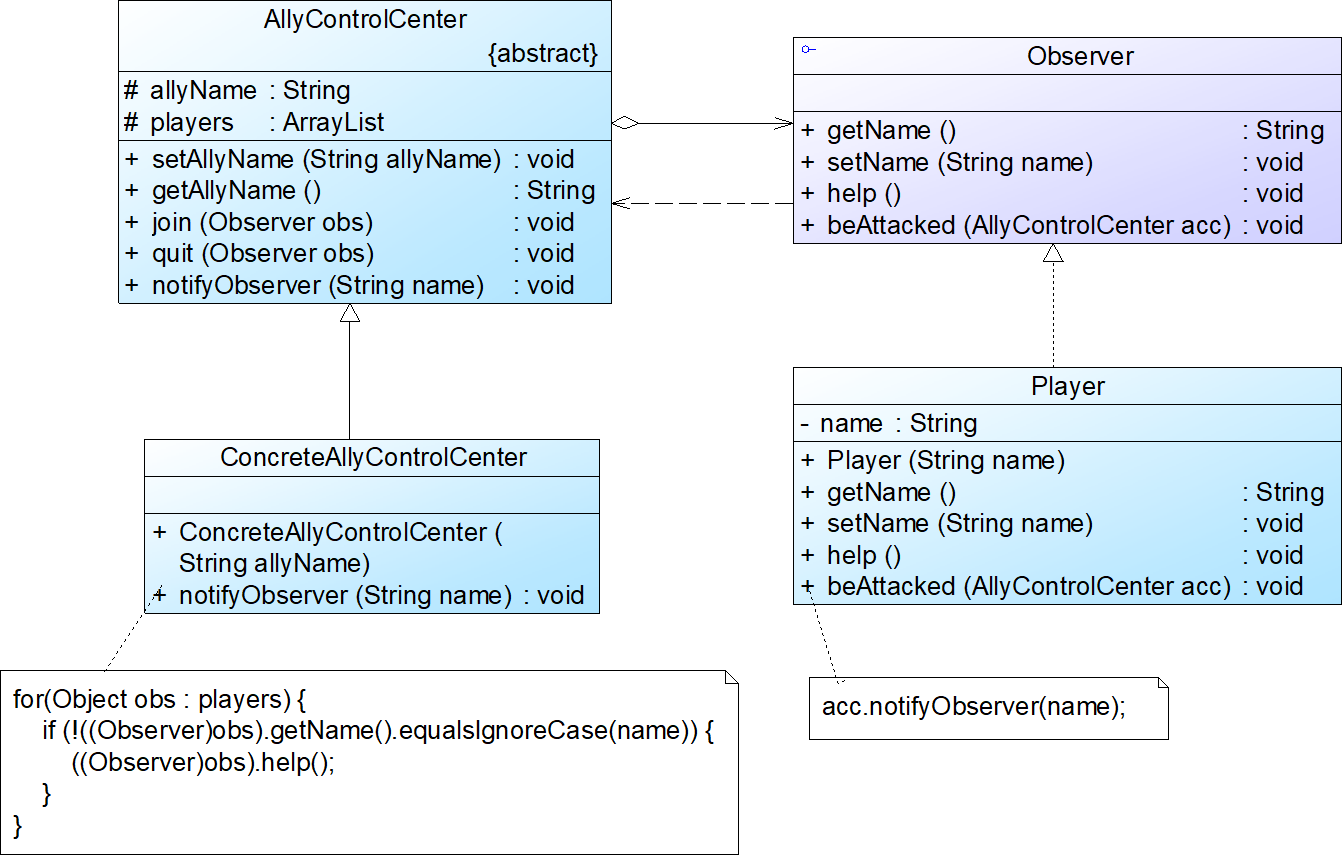 AllyControlCenter
{abstract}
# allyName : String
# players : ArrayList
+ setAllyName (String allyName) : void
+ getAllyName () : String
+ join (Observer obs) : void
+ quit (Observer obs) : void
+ notifyObserver (String name) : void
Observer
+ getName () : String
+ setName (String name) : void
+ help () : void
+ beAttacked (AllyControlCenter acc) : void
ConcreteAllyControlCenter
+ ConcreteAllyControlCenter (
String allyName)
+ notifyObserver (String name) : void
Player
- name : String
+ Player (String name)
+ getName () : String
+ setName (String name) : void
+ help () : void
+ beAttacked (AllyControlCenter acc) : void
for(Object obs : players) {
if (!((Observer)obs).getName().equalsIgnoreCase(name)) {
((Observer)obs).help();
}
}
acc.notifyObserver(name);